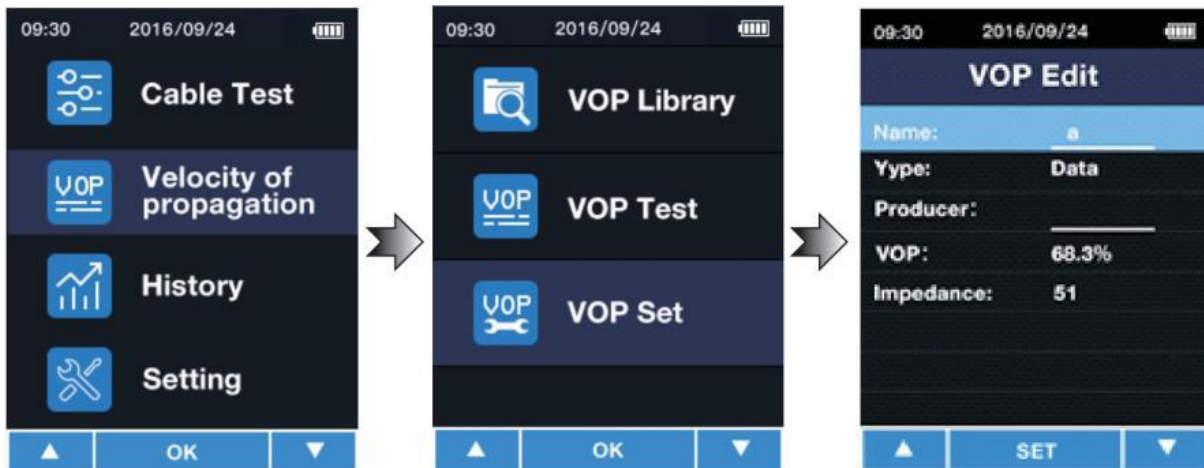 09:30 2016/09/24
Cable Test
VOP
Velocity of
propagation
History
Setting
▲ OK ▼
09:30 2016/09/24
VOP Library
VOP
VOP Test
VOP
VOP Set
▲ OK ▼
09:30 2016/09/24
VOP Edit
Name: a
Yype: Data
Producer:
VOP: 68.3%
Impedance: 51
▲ SET ▼